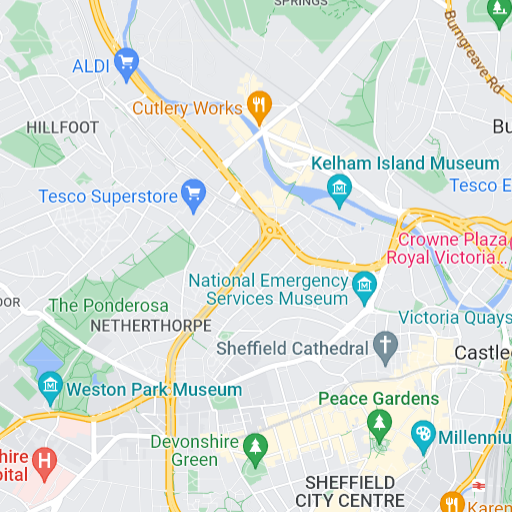 SPRINGS
ALDI
Burngreave Rd
Cutlery Works
HILLFOOT
Bu
Kelham Island Museum
Tesco Superstore
Tesco E
Crowne Plaza
Royal Victoria...
National Emergency
Services Museum
OOR
The Ponderosa
NETHERTHORPE
Victoria Quays
Sheffield Cathedral
Castle
Weston Park Museum
Peace Gardens
Devonshire
Green
Millenniu
hire
pital
H
SHEFFIELD
CITY CENTRE
Karen